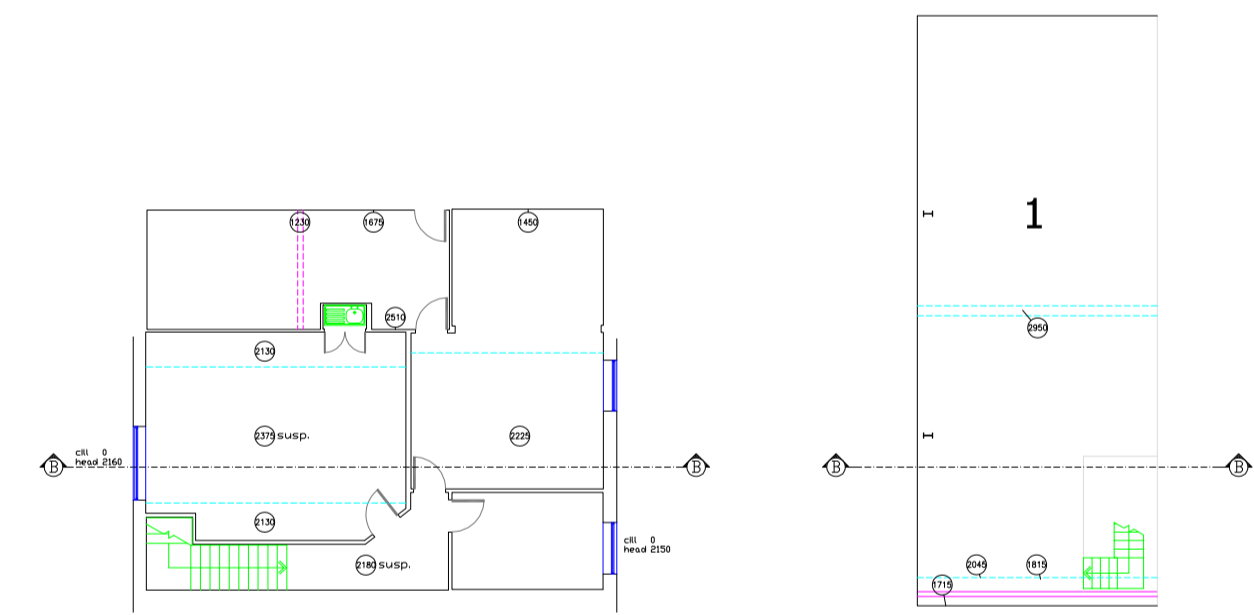 1
1230
1675
1450
2510
2950
2130
2375 susp.
2225
cill 0
head 2160
B
B
B
B
2130
cill 0
head 2150
2180 susp.
2045
1815
1715